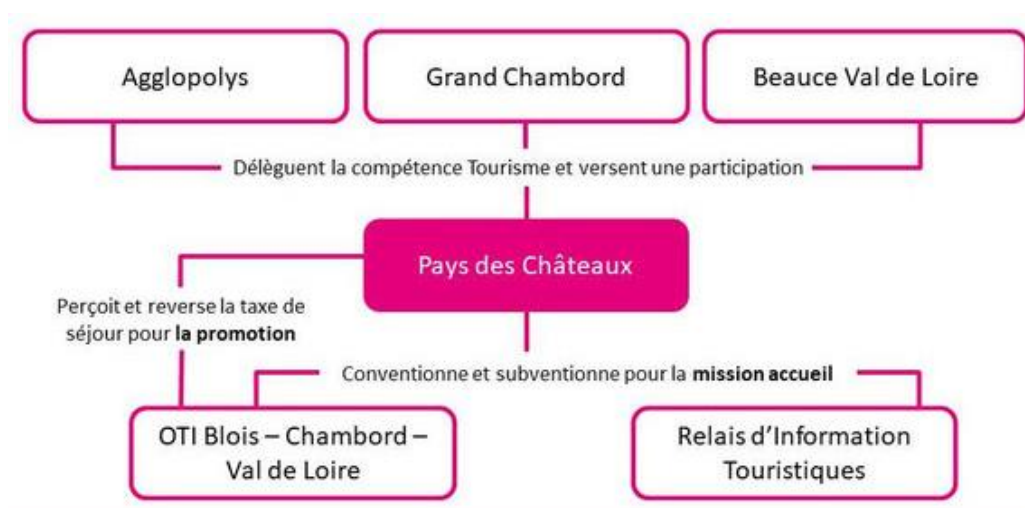 Agglopolys
Grand Chambord
Beauce Val de Loire
Délèguent la compétence Tourisme et versent une participation
Pays des Châteaux
Perçoit et reverse la taxe de
séjour pour la promotion
Conventionne et subventionne pour la mission accueil
OTI Blois – Chambord –
Val de Loire
Relais d’Information
Touristiques